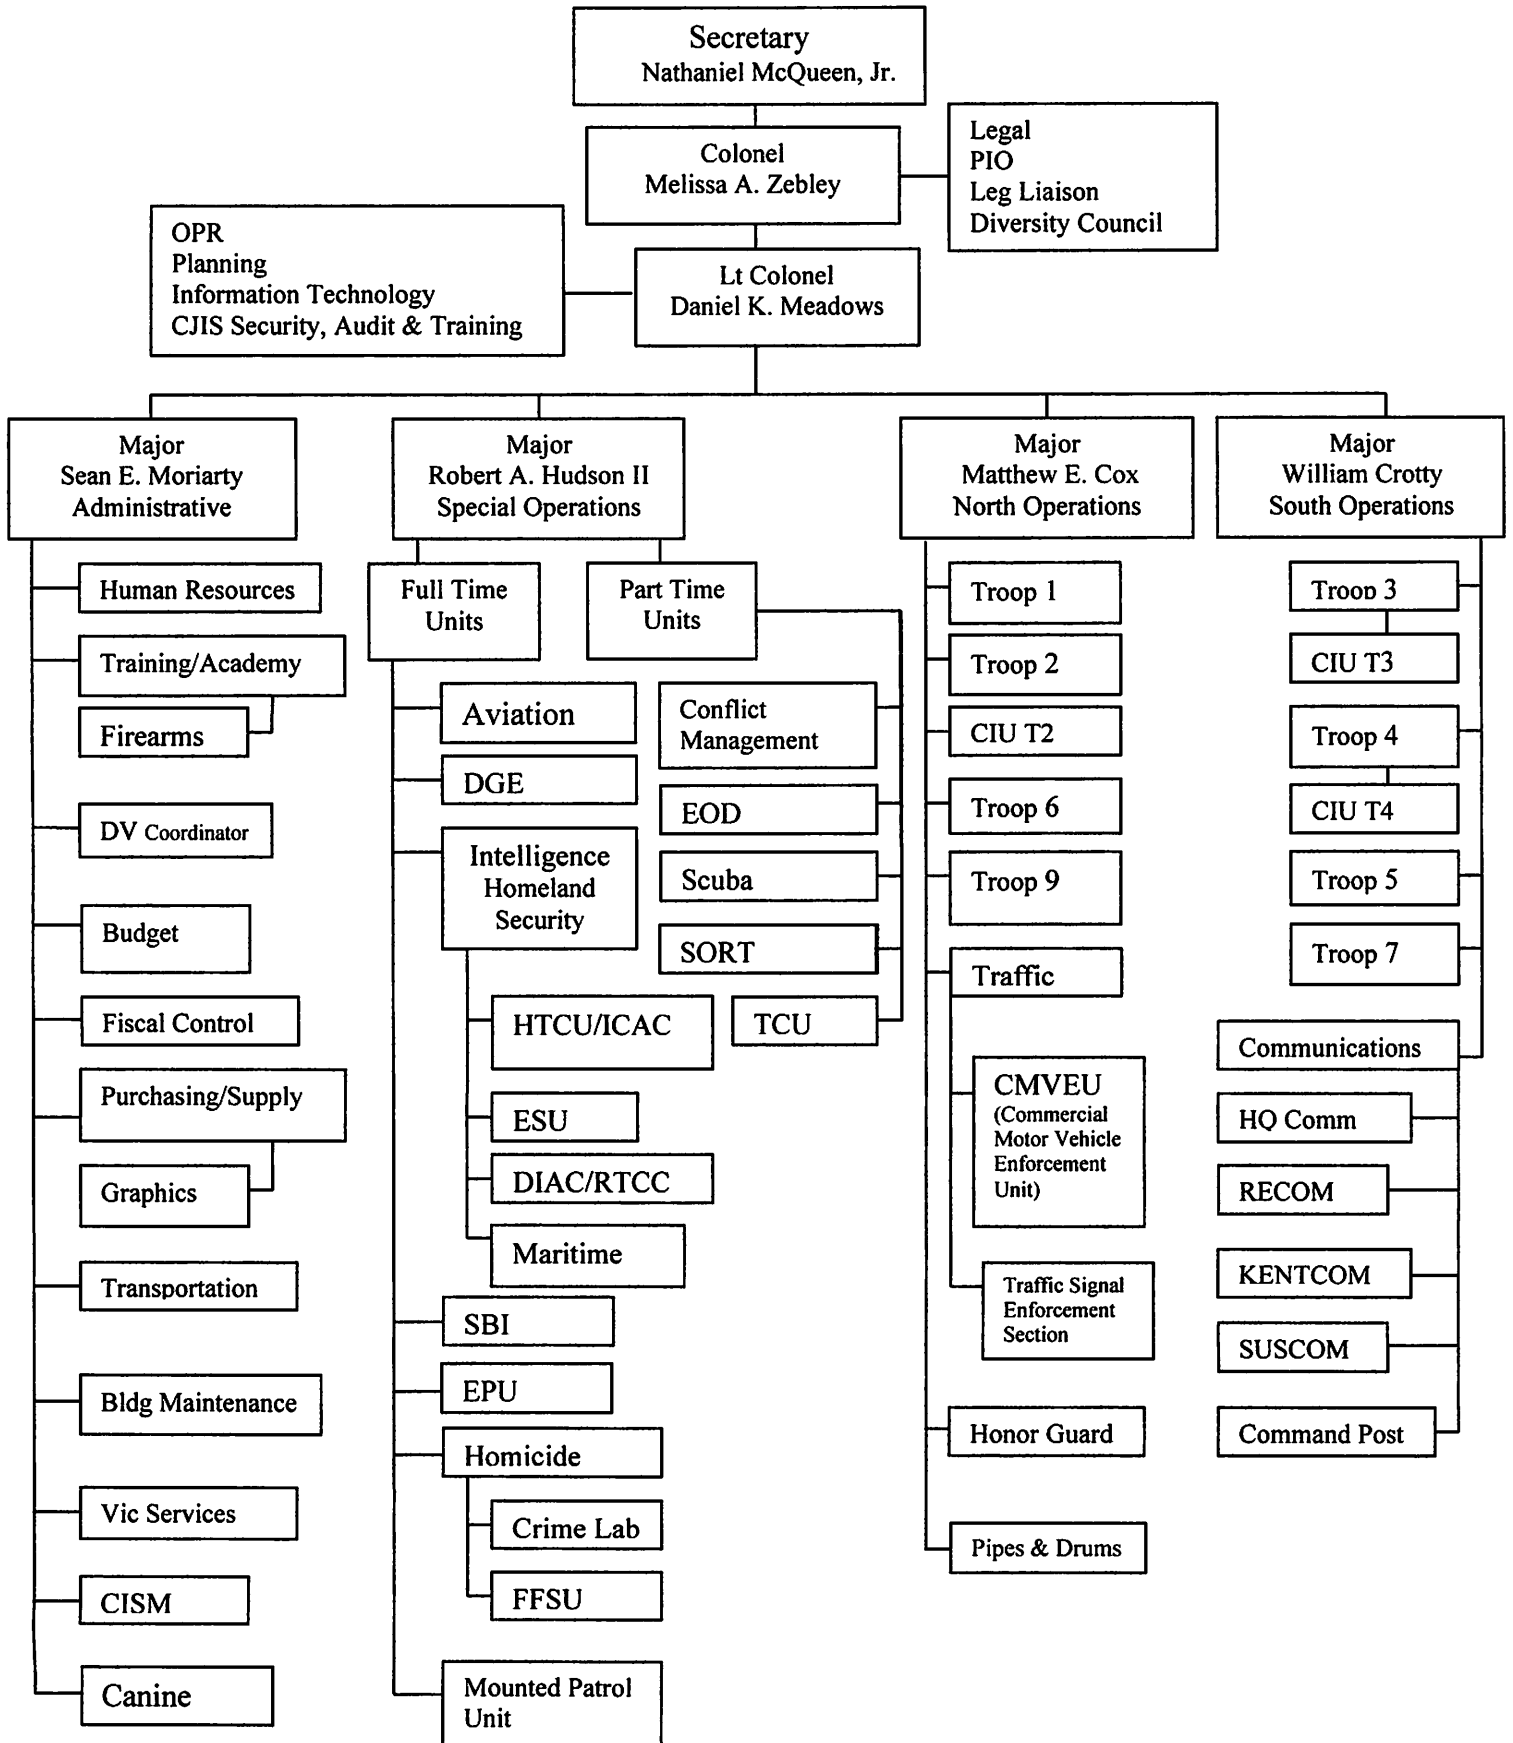 Secretary
Nathaniel McQueen, Jr.
Colonel
Melissa A. Zebley
Legal
PIO
Leg Liaison
Diversity Council
OPR
Planning
Information Technology
CJIS Security, Audit & Training
Lt Colonel
Daniel K. Meadows
Major
Sean E. Moriarty
Administrative
Major
Robert A. Hudson II
Special Operations
Major
Matthew E. Cox
North Operations
Major
William Crotty
South Operations
Human Resources
Training/Academy
Firearms
DV Coordinator
Budget
Fiscal Control
Purchasing/Supply
Graphics
Transportation
Bldg Maintenance
Vic Services
CISM
Canine
Full Time
Units
Part Time
Units
Aviation
DGE
Intelligence
Homeland
Security
HTCU/ICAC
ESU
DIAC/RTCC
Maritime
SBI
EPU
Homicide
Crime Lab
FFSU
Mounted Patrol
Unit
Conflict
Management
EOD
Scuba
SORT
TCU
Troop 1
Troop 2
CIU T2
Troop 6
Troop 9
Traffic
CMVEU
(Commercial
Motor Vehicle
Enforcement
Unit)
Traffic Signal
Enforcement
Section
Honor Guard
Pipes & Drums
Troop 3
CIU T3
Troop 4
CIU T4
Troop 5
Troop 7
Communications
HQ Comm
RECOM
KENTCOM
SUSCOM
Command Post